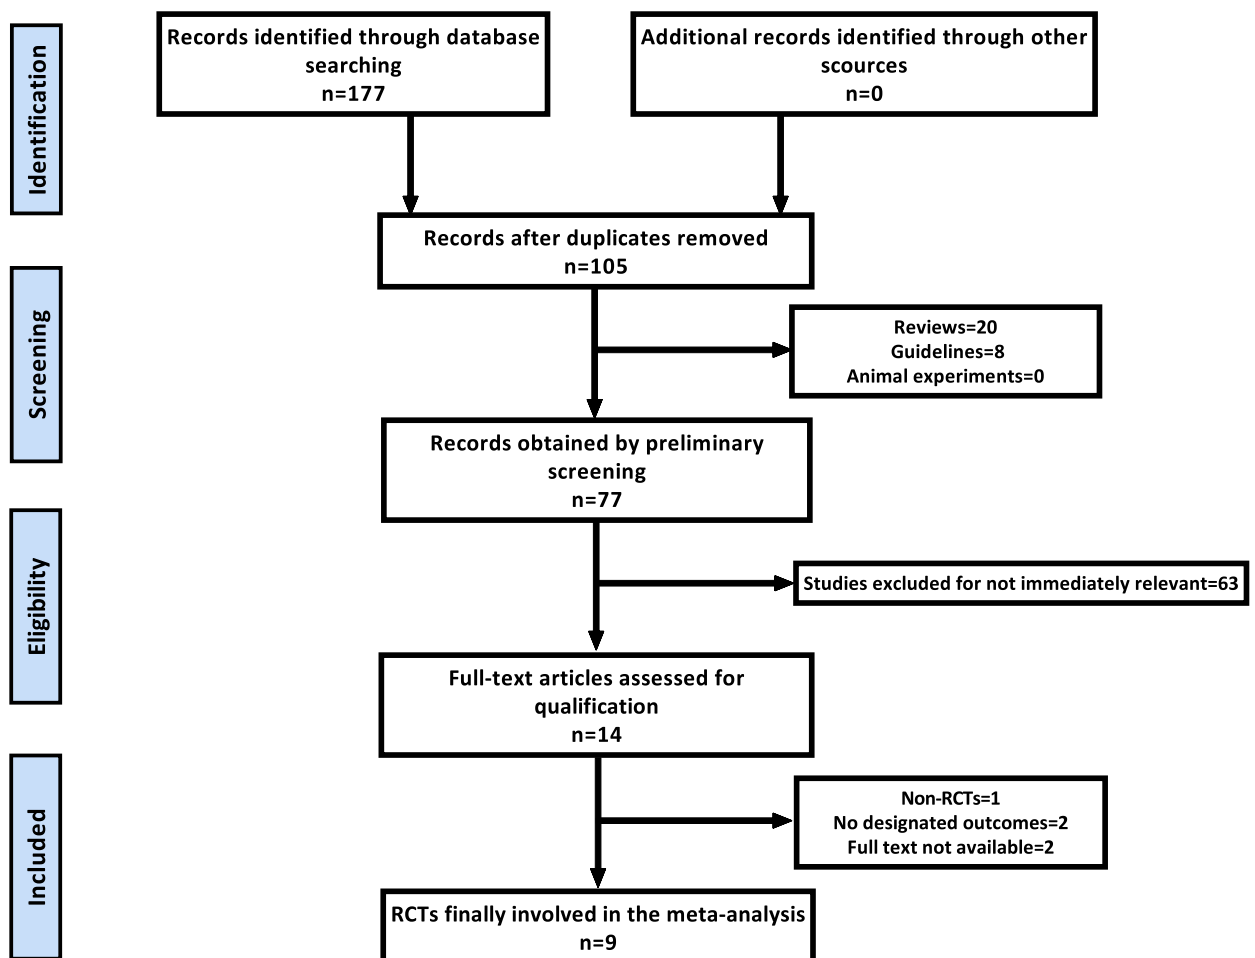 Identification
Records identified through database
searching
n=177
Additional records identified through other
scources
n=0
Records after duplicates removed
n=105
Screening
Reviews=20
Guidelines=8
Animal experiments=0
Records obtained by preliminary
screening
n=77
Eligibility
Studies excluded for not immediately relevant=63
Full-text articles assessed for
qualification
n=14
Included
Non-RCTs=1
No designated outcomes=2
Full text not available=2
RCTs finally involved in the meta-analysis
n=9